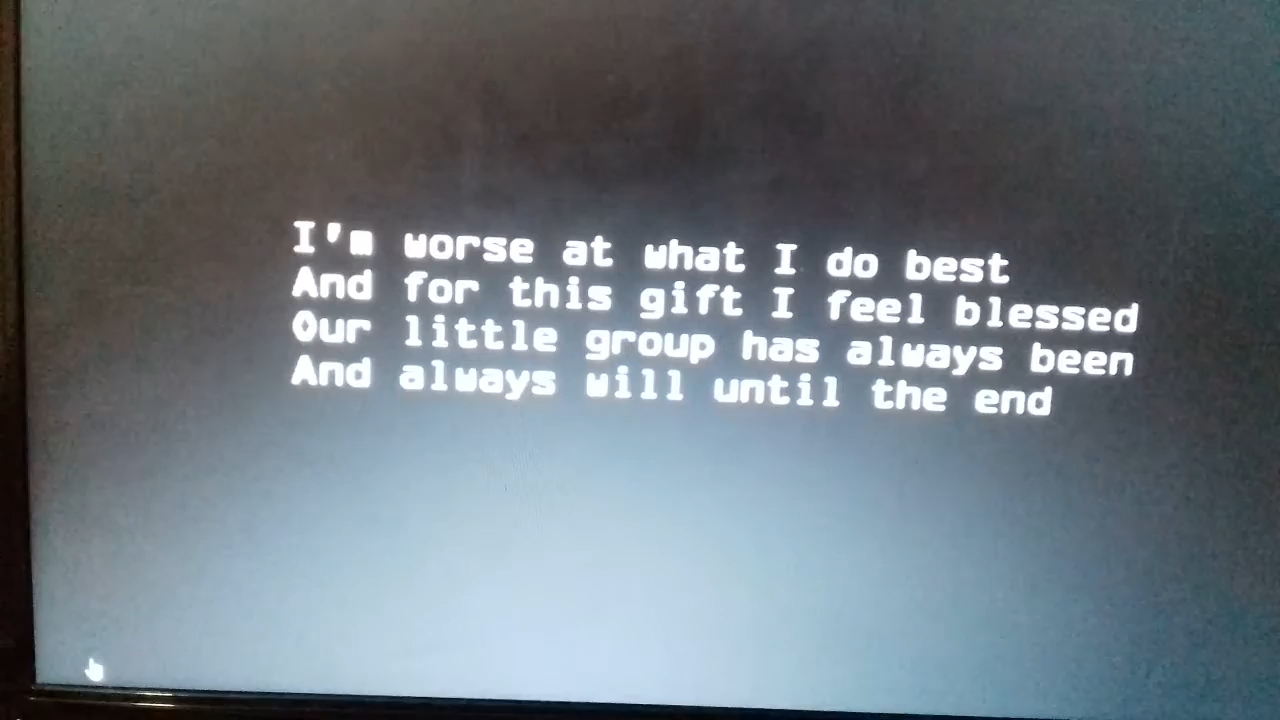 I'm worse at what I do best
And for this gift I feel blessed
Our little group has always been
And always will until the end